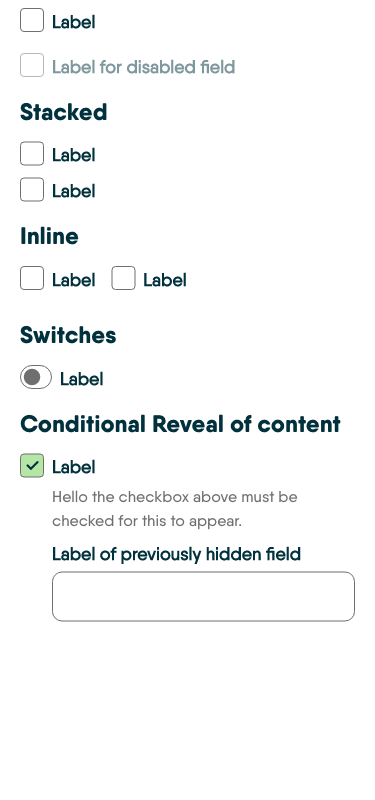 Label
Label for disabled field
Stacked
Label
Label
Inline
Label Label
Switches
Label
Conditional Reveal of content
Label
Hello the checkbox above must be
checked for this to appear.
Label of previously hidden field